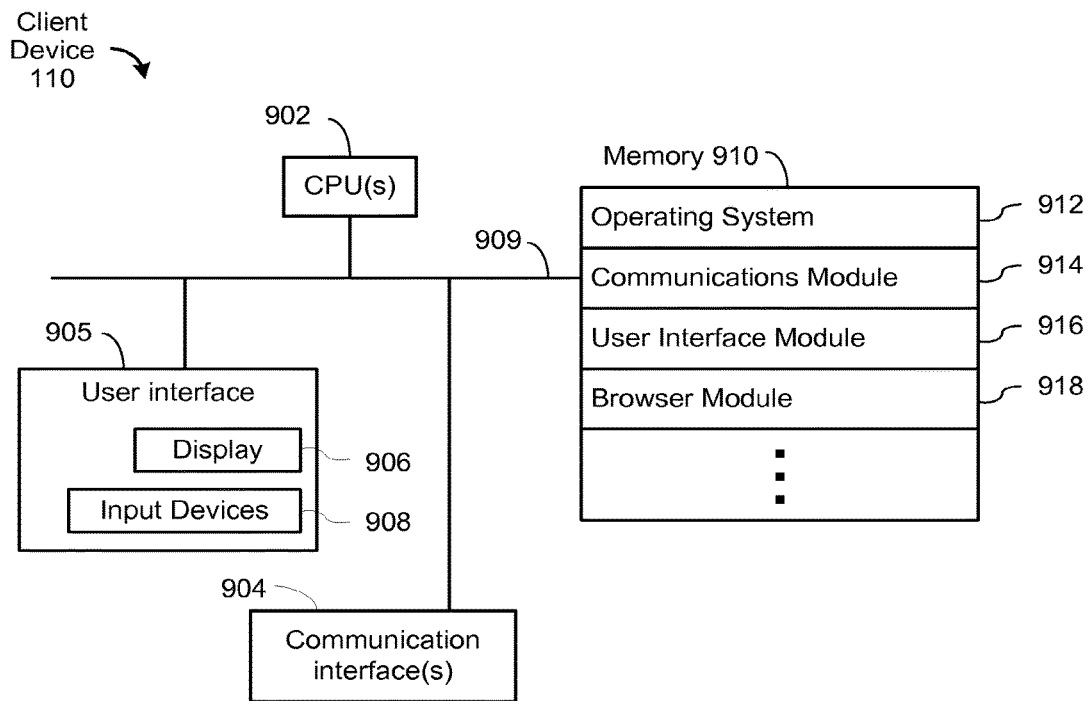 Client
Device
110
902
CPU(s)
Memory 910
Operating System
912
909
Communications Module
914
User Interface Module
916
905
Browser Module
918
User interface
Display
906
Input Devices
908
904
Communication
interface(s)